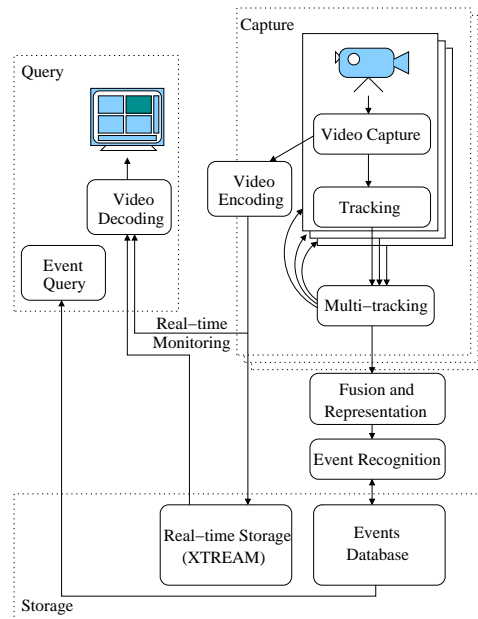 Capture
Query
Video Capture
Video
Encoding
Video
Decoding
Tracking
Event
Query
Multi−tracking
Real−time
Monitoring
Fusion and
Representation
Event Recognition
Real−time Storage
(XTREAM)
Events
Database
Storage